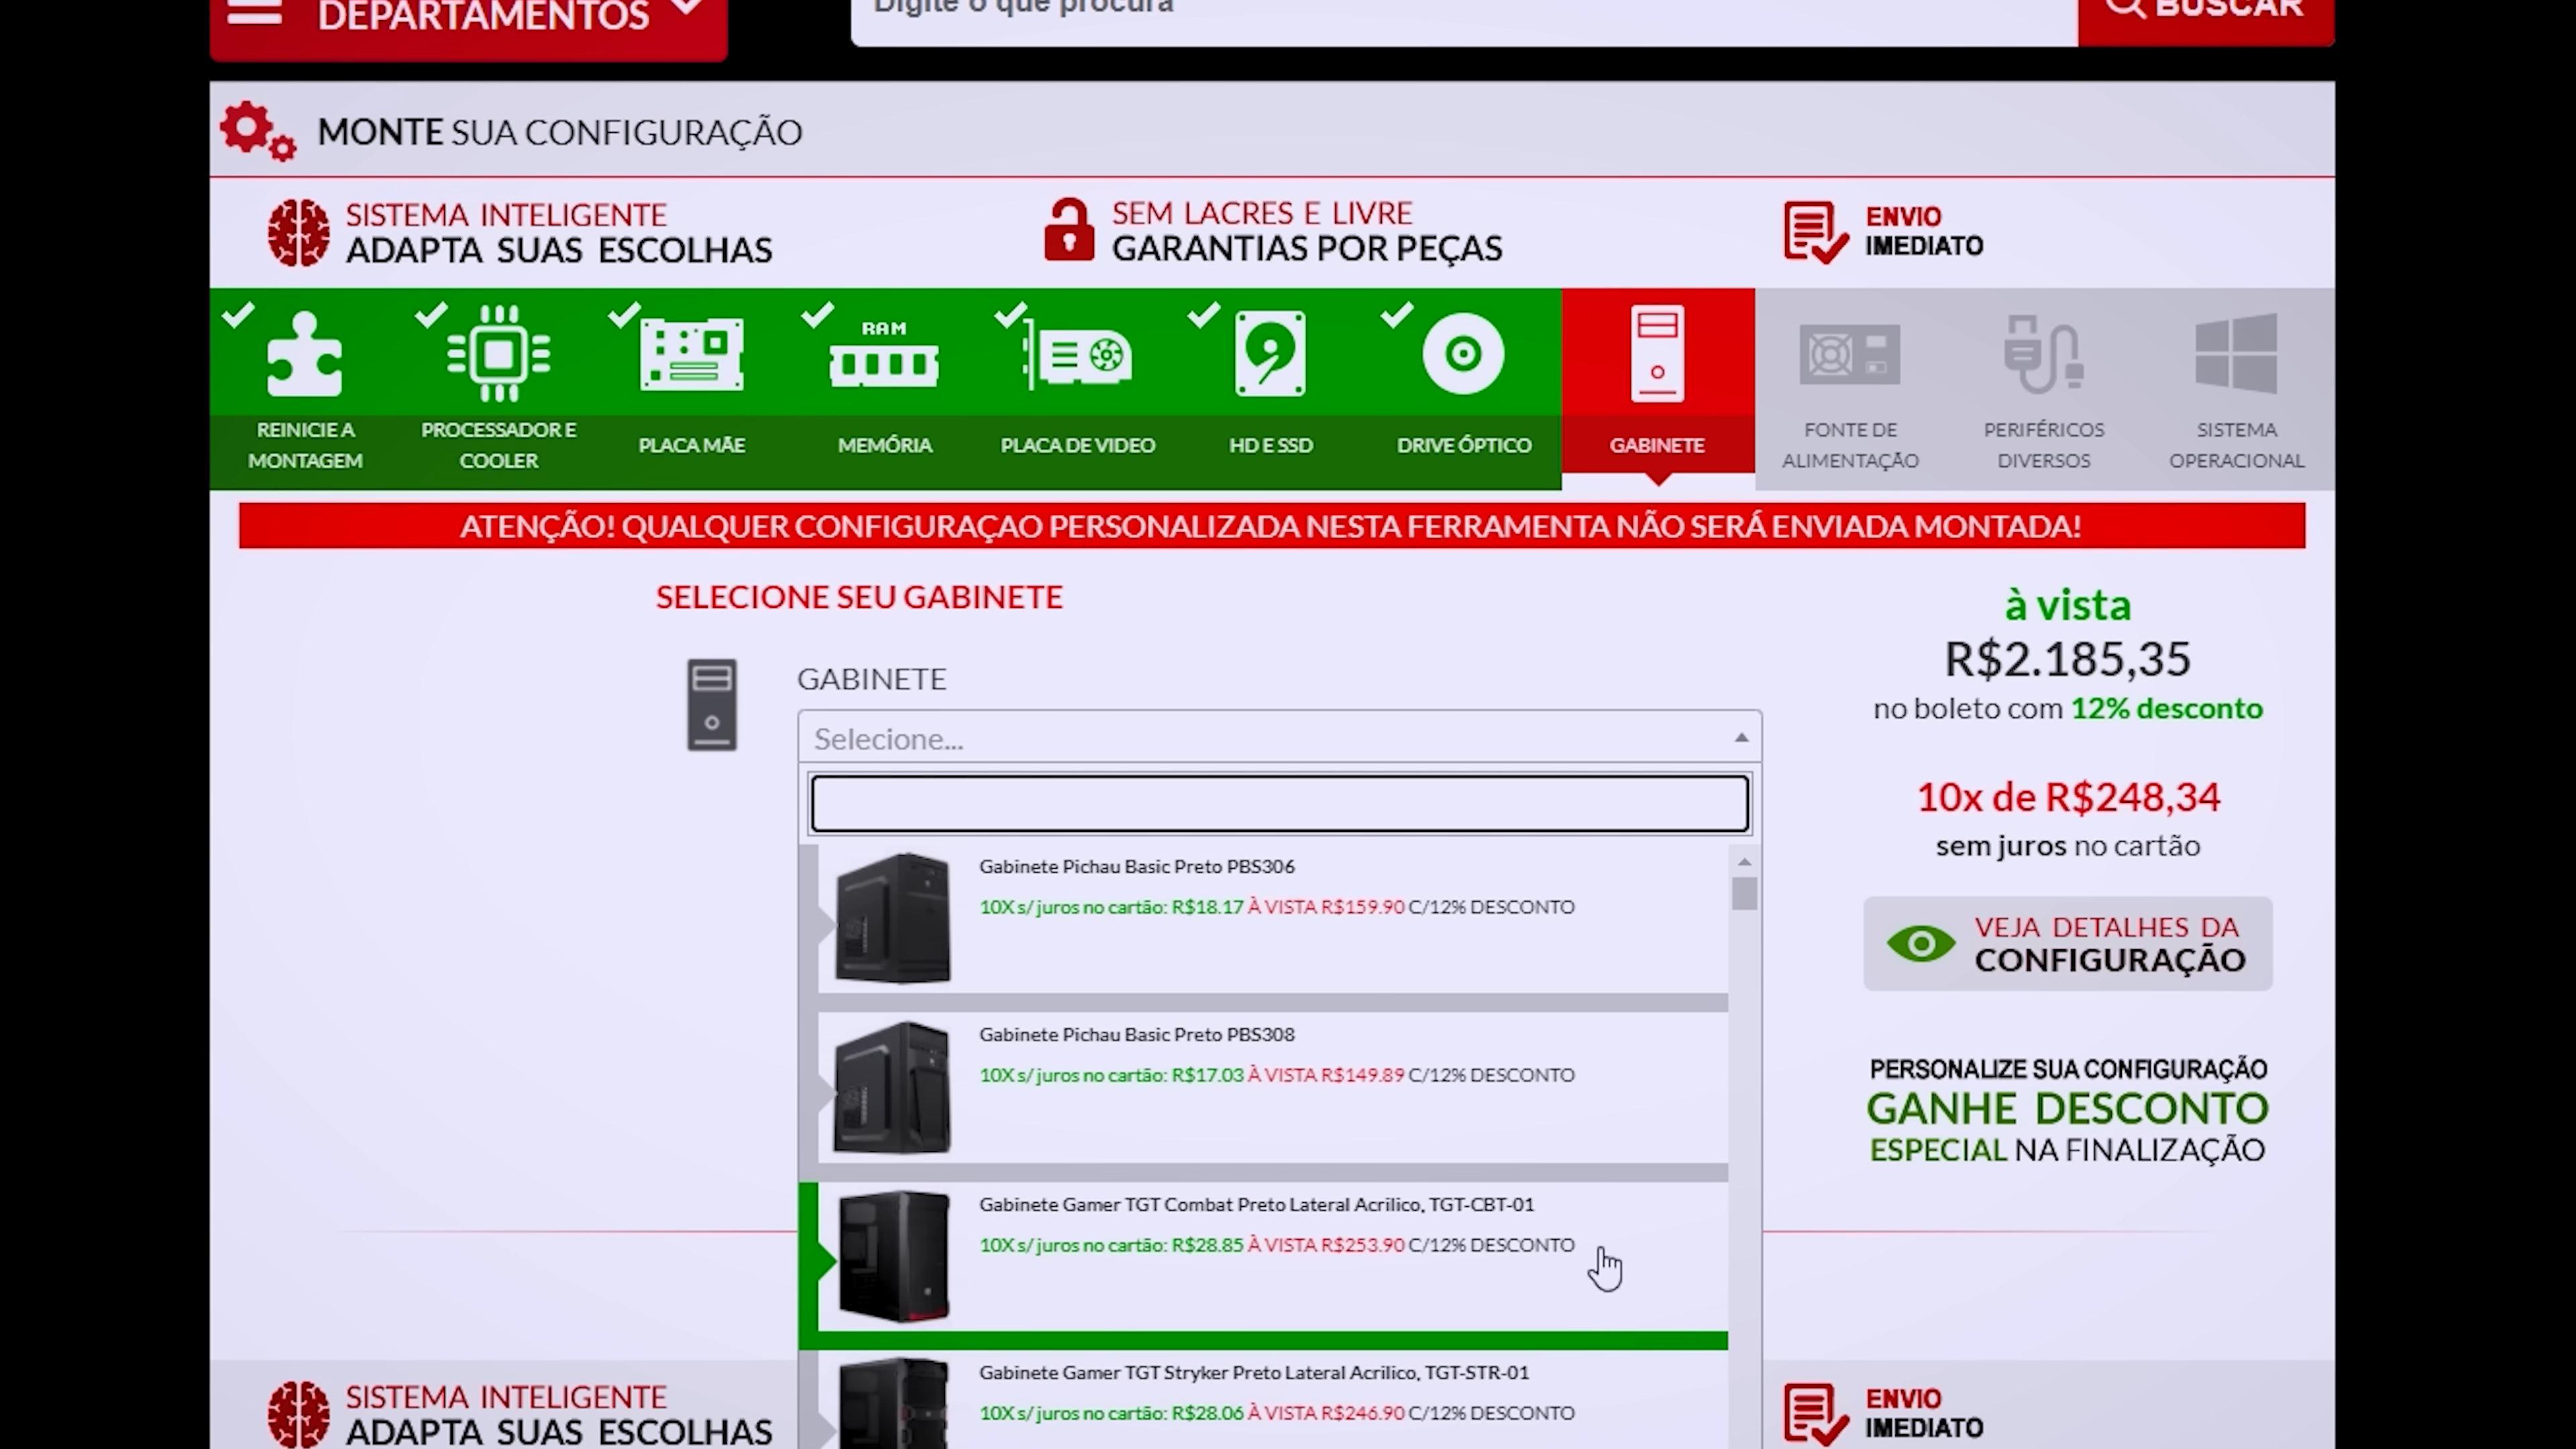 DEPARTAMENTOS
Digite o que procura
BUSCAR
MONTE SUA CONFIGURAÇÃO
SISTEMA INTELIGENTE
ADAPTA SUAS ESCOLHAS
SEM LACRES E LIVRE
GARANTIAS POR PEÇAS
ENVIO
IMEDIATO
REINICIE A
MONTAGEM
PROCESSADOR E
COOLER
PLACA MÃE
RAM
MEMÓRIA
PLACA DE VIDEO
HD E SSD
DRIVE ÓPTICO
GABINETE
FONTE DE
ALIMENTAÇÃO
PERIFÉRICOS
DIVERSOS
SISTEMA
OPERACIONAL
ATENÇÃO! QUALQUER CONFIGURAÇAO PERSONALIZADA NESTA FERRAMENTA NÃO SERÁ ENVIADA MONTADA!
SELECIONE SEU GABINETE
GABINETE
Selecione...
Gabinete Pichau Basic Preto PBS306
10X s/ juros no cartão: R$18.17 À VISTA R$159.90 C/12% DESCONTO
Gabinete Pichau Basic Preto PBS308
10X s/ juros no cartão: R$17.03 À VISTA R$149.89 C/12% DESCONTO
Gabinete Gamer TGT Combat Preto Lateral Acrilico, TGT-CBT-01
10X s/ juros no cartão: R$28.85 À VISTA R$253.90 C/12% DESCONTO
Gabinete Gamer TGT Stryker Preto Lateral Acrilico, TGT-STR-01
10X s/ juros no cartão: R$28.06 À VISTA R$246.90 C/12% DESCONTO
à vista
R$2.185,35
no boleto com 12% desconto
10x de R$248,34
sem juros no cartão
VEJA DETALHES DA
CONFIGURAÇÃO
PERSONALIZE SUA CONFIGURAÇÃO
GANHE DESCONTO
ESPECIAL NA FINALIZAÇÃO
SISTEMA INTELIGENTE
ADAPTA SUAS ESCOLHAS
ENVIO
IMEDIATO